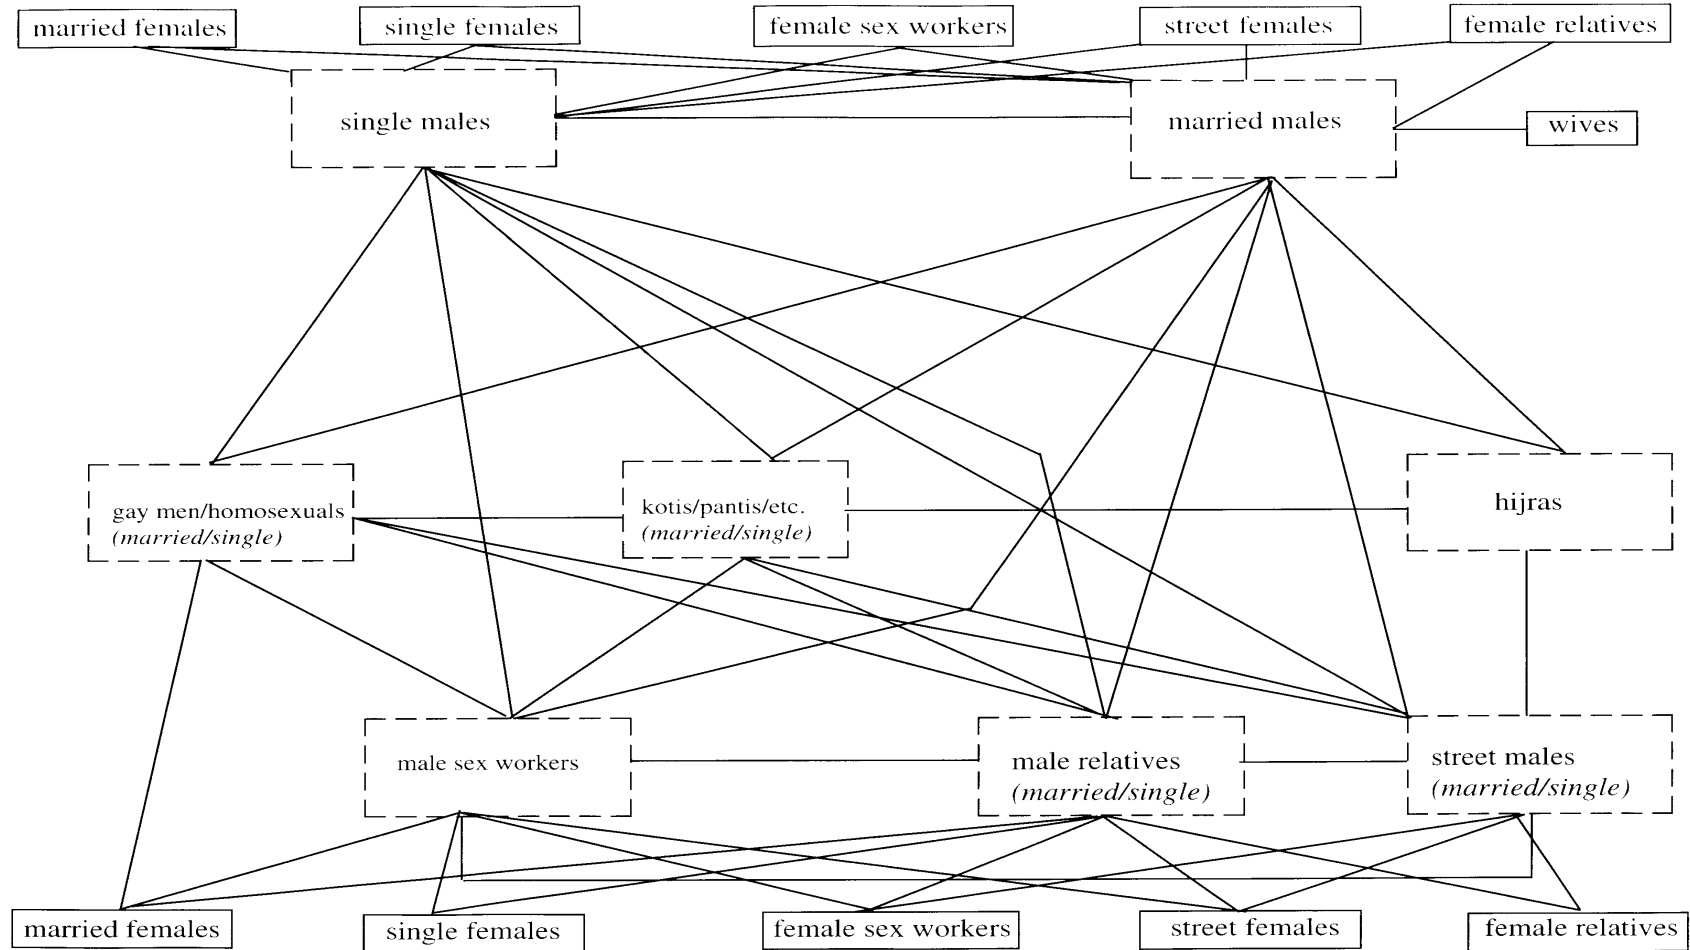 married females
single females
female sex workers
street females
female relatives
single males
married males
wives
gay men/homosexuals
(married/single)
kotis/pantis/etc.
(married/single)
hijras
male sex workers
male relatives
(married/single)
street males
(married/single)
married females
single females
female sex workers
street females
female relatives